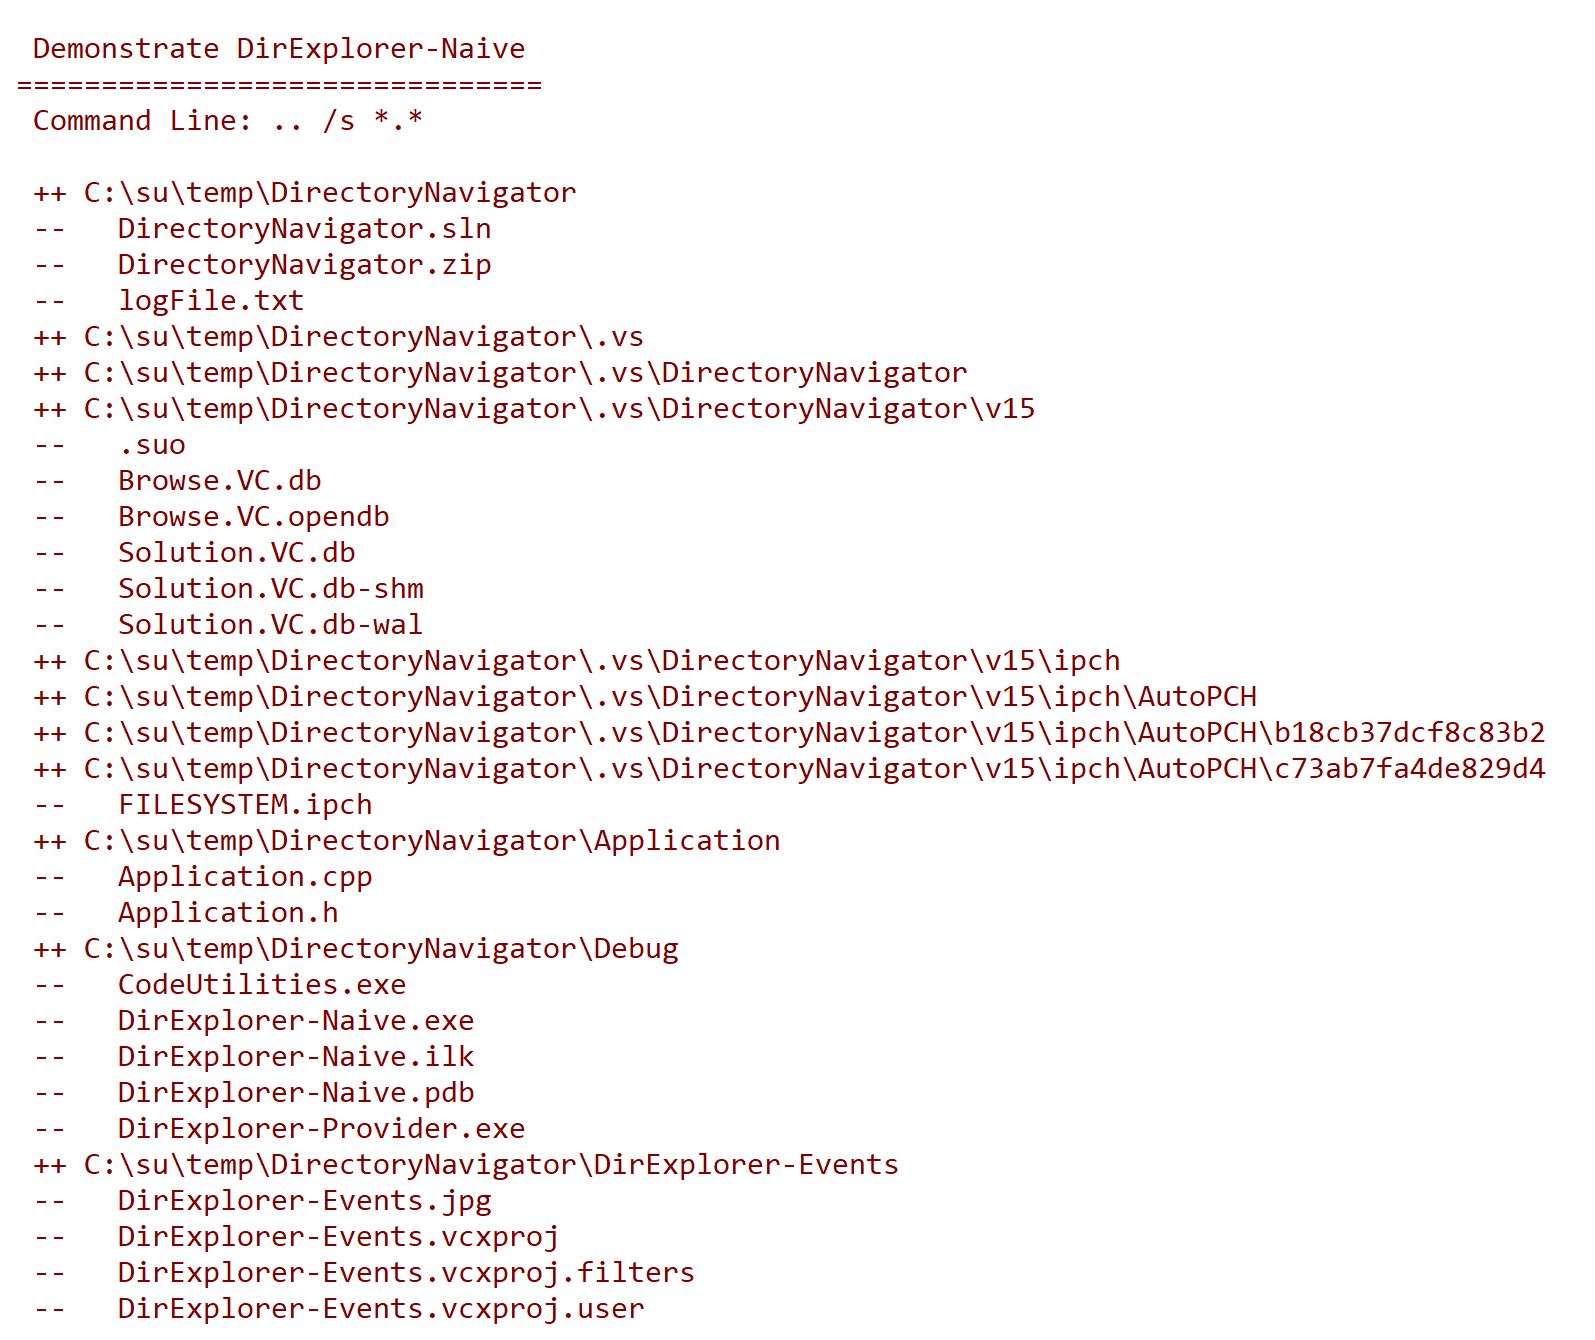 Demonstrate DirExplorer-Naive
===============================
Command Line: .. /s *.*
++ C:\su\temp\DirectoryNavigator
--   DirectoryNavigator.sln
--   DirectoryNavigator.zip
--   logFile.txt
++ C:\su\temp\DirectoryNavigator\.vs
++ C:\su\temp\DirectoryNavigator\.vs\DirectoryNavigator
++ C:\su\temp\DirectoryNavigator\.vs\DirectoryNavigator\v15
--   .suo
--   Browse.VC.db
--   Browse.VC.opendb
--   Solution.VC.db
--   Solution.VC.db-shm
--   Solution.VC.db-wal
++ C:\su\temp\DirectoryNavigator\.vs\DirectoryNavigator\v15\ipch
++ C:\su\temp\DirectoryNavigator\.vs\DirectoryNavigator\v15\ipch\AutoPCH
++ C:\su\temp\DirectoryNavigator\.vs\DirectoryNavigator\v15\ipch\AutoPCH\b18cb37dcf8c83b2
++ C:\su\temp\DirectoryNavigator\.vs\DirectoryNavigator\v15\ipch\AutoPCH\c73ab7fa4de829d4
--   FILESYSTEM.ipch
++ C:\su\temp\DirectoryNavigator\Application
--   Application.cpp
--   Application.h
++ C:\su\temp\DirectoryNavigator\Debug
--   CodeUtilities.exe
--   DirExplorer-Naive.exe
--   DirExplorer-Naive.ilk
--   DirExplorer-Naive.pdb
--   DirExplorer-Provider.exe
++ C:\su\temp\DirectoryNavigator\DirExplorer-Events
--   DirExplorer-Events.jpg
--   DirExplorer-Events.vcxproj
--   DirExplorer-Events.vcxproj.filters
--   DirExplorer-Events.vcxproj.user